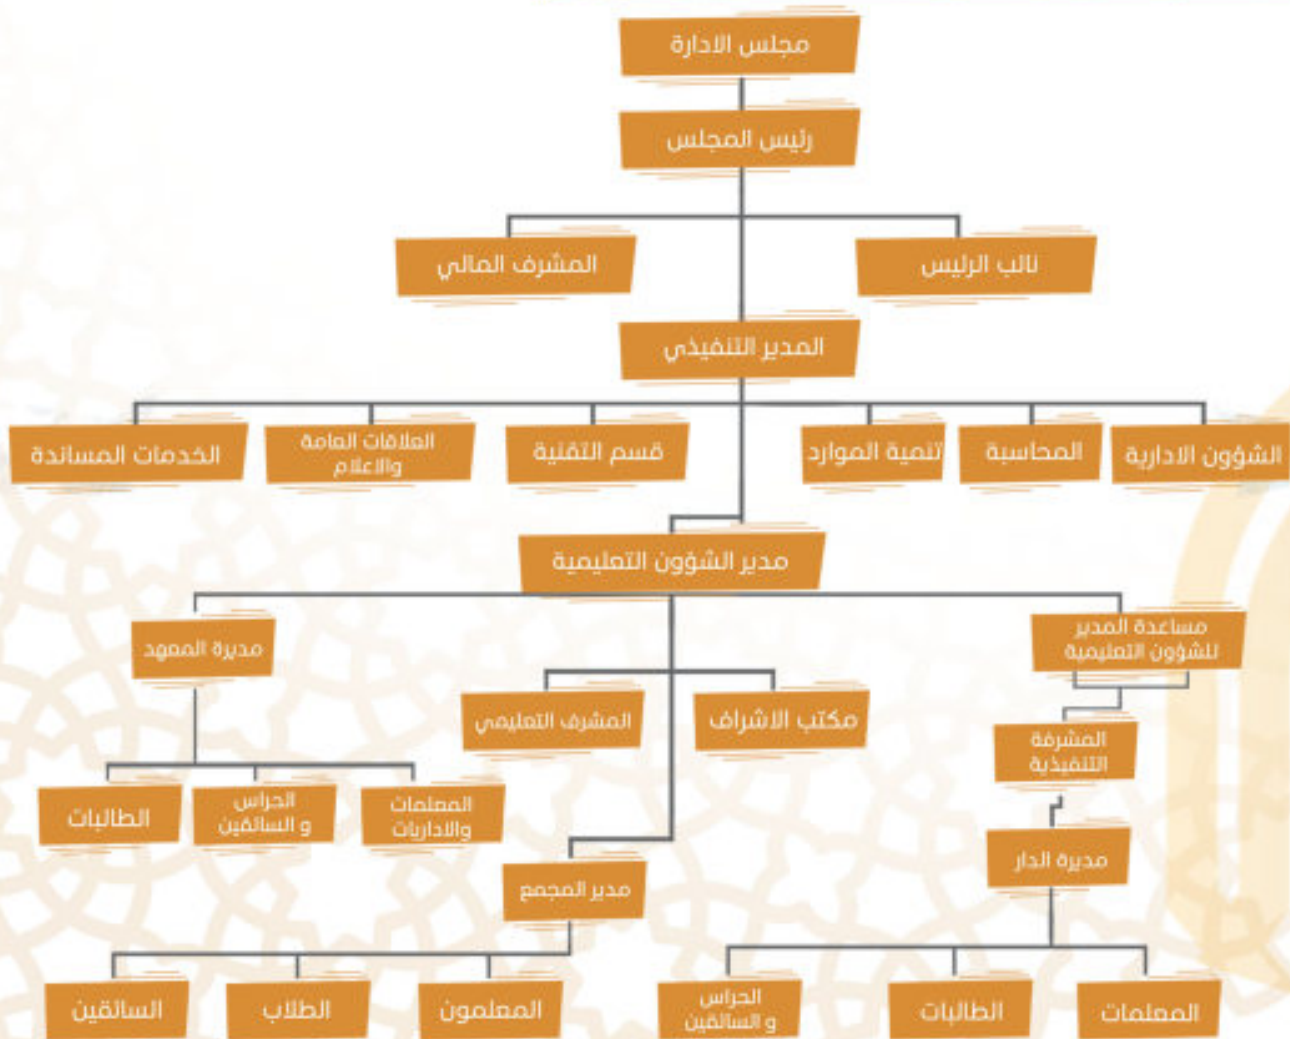 مجلس الادارة
رئيس المجلس
نائب الرئيس
المشرف المالي
المدير التنفيذي
الشؤون الادارية
المحاسبة
تنمية الموارد
قسم التقنية
العلاقات العامة
والاعلام
الخدمات المساندة
مدير الشؤون التعليمية
مساعدة المدير
للشؤون التعليمية
مديرة المعهد
مكتب الاشراف
المشرف التعليمي
المشرفة
التنفيذية
المعلمات
والاداريات
الحراس
و السائقين
الطالبات
مديرة الدار
مدير المجمع
المعلمات
الطالبات
الحراس
و السائقين
المعلمون
الطلاب
السائقين